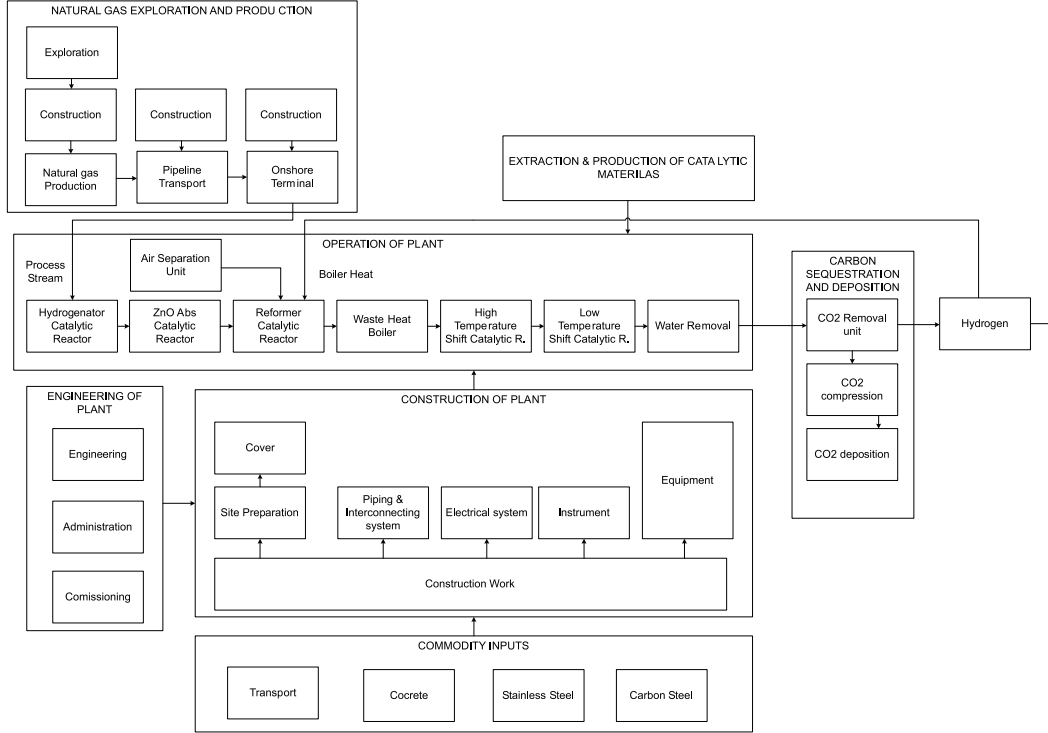 NATURAL GAS EXPLORATION AND PRODUCTION
Exploration
Construction
Construction
Construction
Natural gas
Production
Pipeline
Transport
Onshore
Terminal
EXTRACTION & PRODUCTION OF CATALYTIC
MATERILAS
OPERATION OF PLANT
Process
Stream
Air Separation
Unit
Boiler Heat
Hydrogenator
Catalytic
Reactor
ZnO Abs
Catalytic
Reactor
Reformer
Catalytic
Reactor
Waste Heat
Boiler
High
Temperature
Shift Catalytic R.
Low
Temperature
Shift Catalytic R.
Water Removal
CARBON
SEQUESTRATION
AND DEPOSITION
CO2 Removal
unit
CO2
compression
CO2 deposition
Hydrogen
ENGINEERING OF
PLANT
Engineering
Administration
Comissioning
CONSTRUCTION OF PLANT
Cover
Site Preparation
Piping &
Interconnecting
system
Electrical system
Instrument
Equipment
Construction Work
COMMODITY INPUTS
Transport
Cocrete
Stainless Steel
Carbon Steel